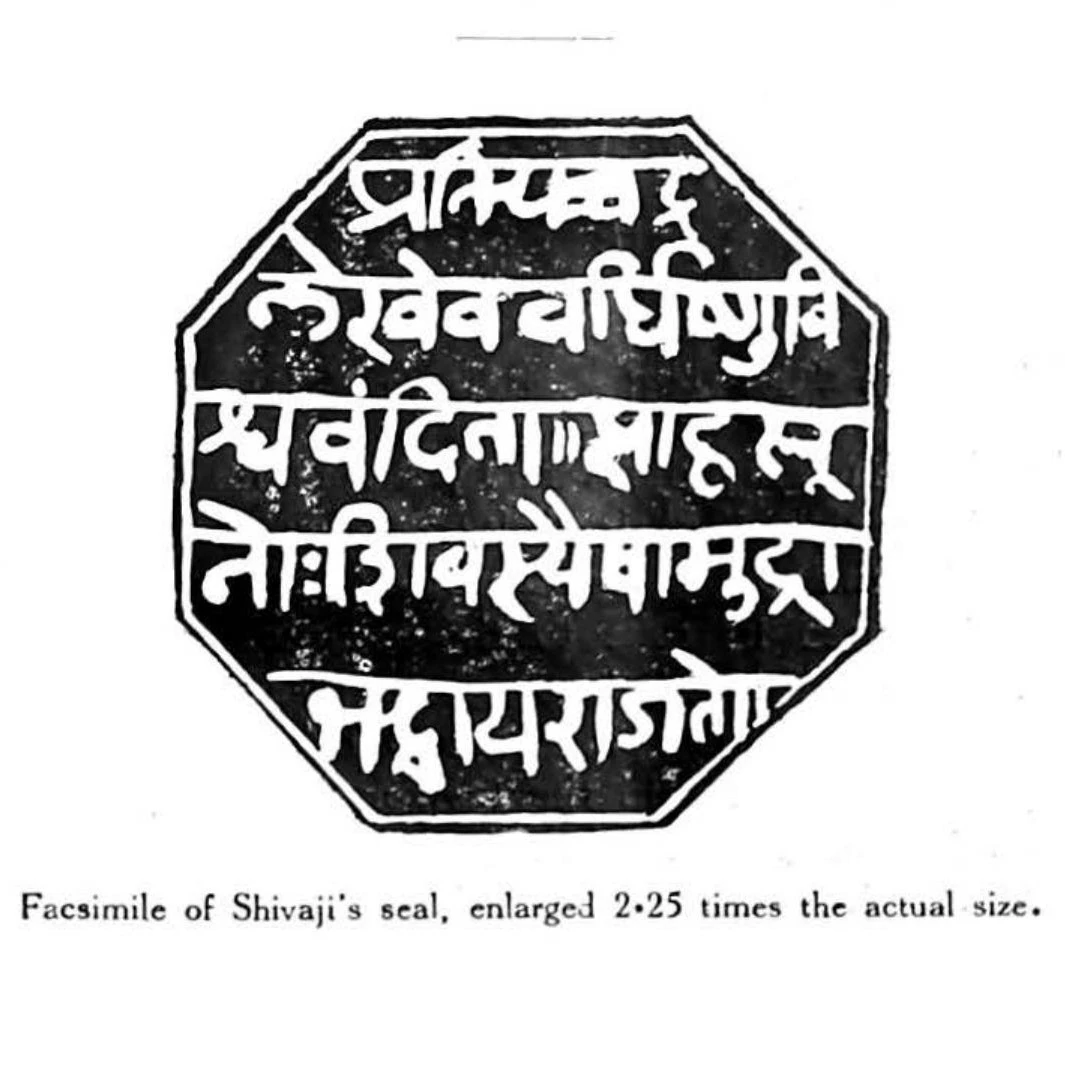 प्रतिपच्चंद्र
लेखेव वर्धिष्णुर्वि
श्ववंदिता॥ साहसू
नोः शिवस्यैषा मुद्रा
भद्राय राजते॥
Facsimile of Shivaji's seal, enlarged 2·25 times the actual size.